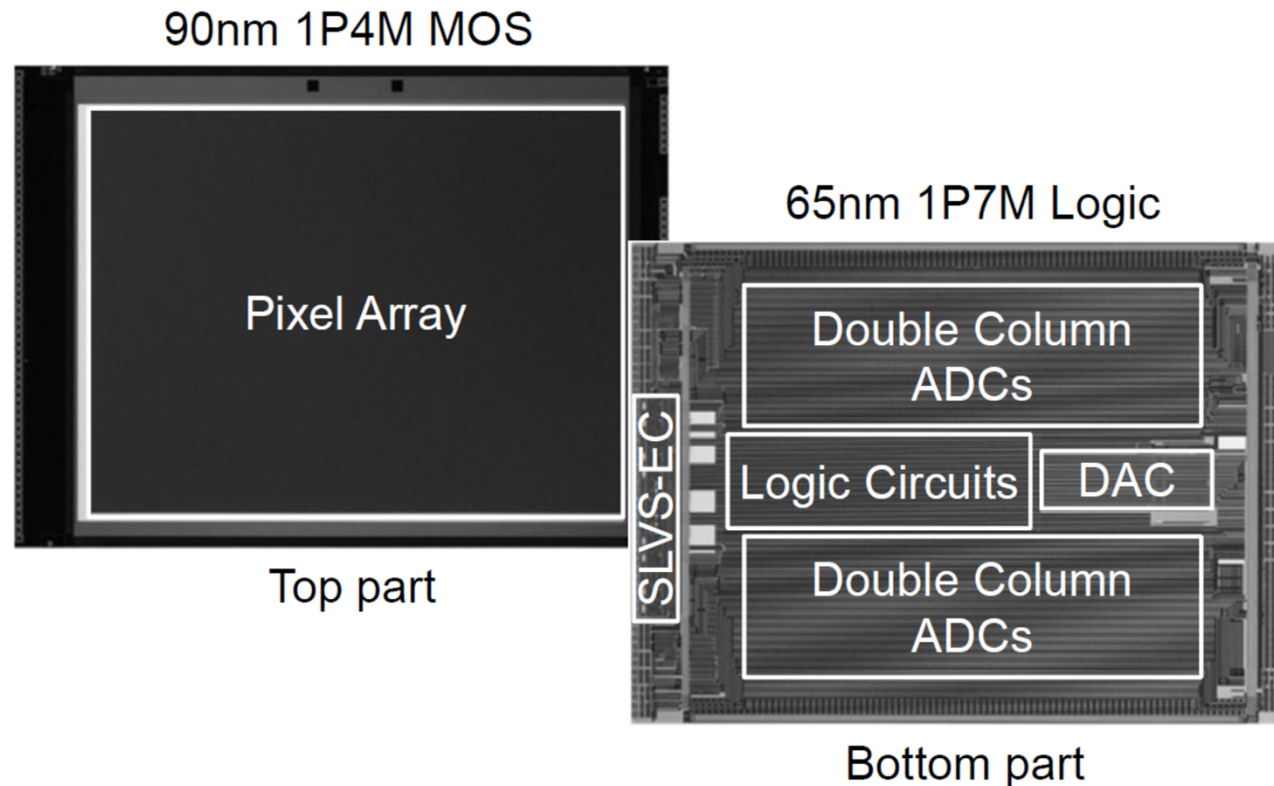 90nm 1P4M MOS
Pixel Array
Top part
65nm 1P7M Logic
Double Column
ADCs
SLVS-EC
Logic Circuits
DAC
Double Column
ADCs
Bottom part